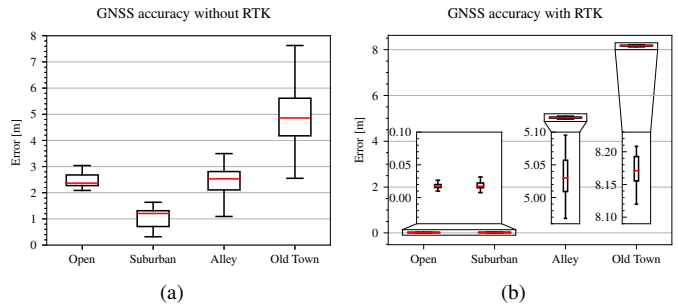 GNSS accuracy without RTK
Error [m]
8
7
6
5
4
3
2
1
0
Open Suburban Alley Old Town
(a)
GNSS accuracy with RTK
Error [m]
8
6
4
2
0
0.10
0.05
0.00
5.10
5.05
5.00
8.20
8.15
8.10
Open Suburban Alley Old Town
(b)